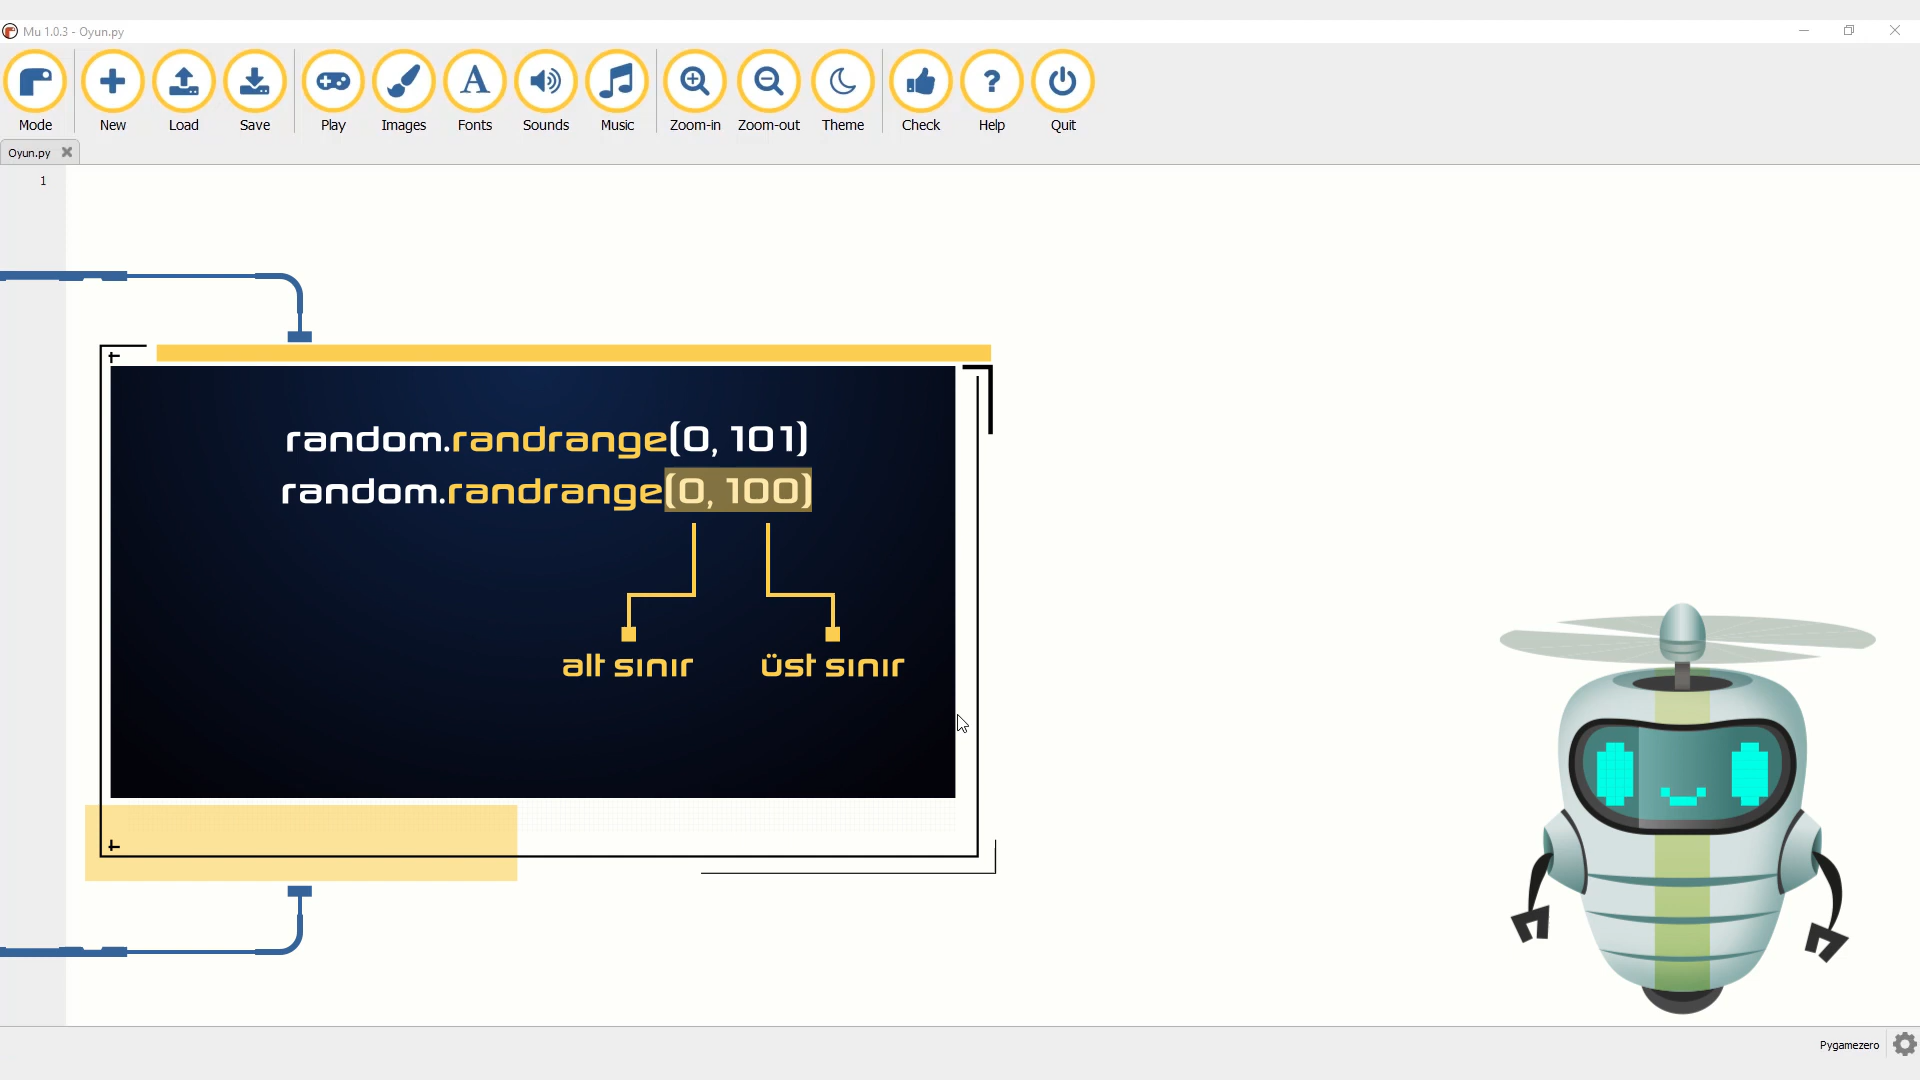 Mu 1.0.3 - Oyun.py
Mode
New
Load
Save
Play
Images
Fonts
Sounds
Music
Zoom-in
Zoom-out
Theme
Check
Help
Quit
Oyun.py
1
random.randrange(0, 101)
random.randrange(0, 100)
alt sınır
üst sınır
Pygamezero